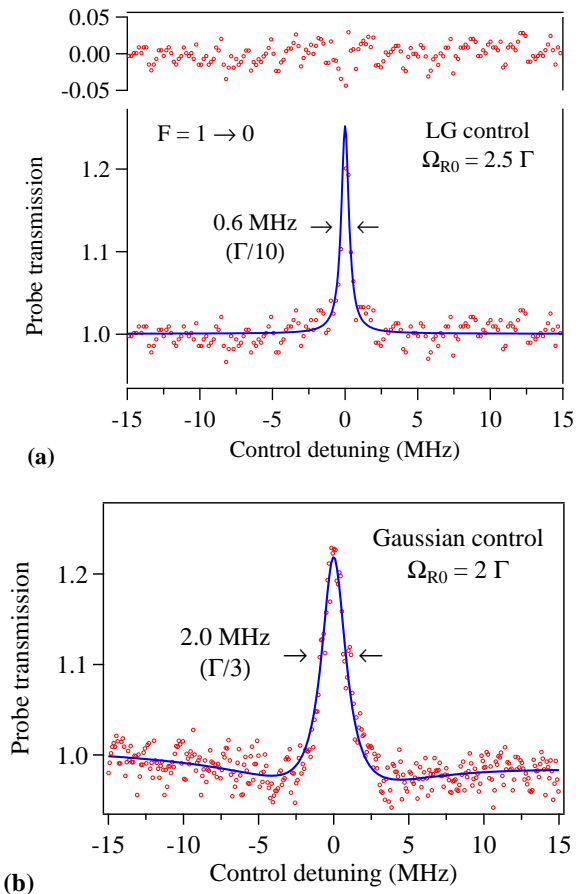 0.05
0.00
-0.05
F = 1 → 0
LG control
Ω_R0 = 2.5 Γ
1.2
0.6 MHz
(Γ/10)
1.1
1.0
Probe transmission
-15 -10 -5 0 5 10 15
Control detuning (MHz)
(a)
Gaussian control
Ω_R0 = 2 Γ
1.2
2.0 MHz
(Γ/3)
1.1
1.0
Probe transmission
-15 -10 -5 0 5 10 15
Control detuning (MHz)
(b)